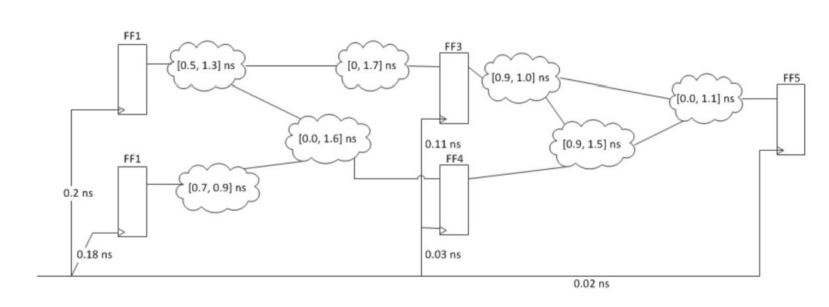 FF1
[0.5, 1.3] ns
[0, 1.7] ns
FF3
[0.9, 1.0] ns
[0.0, 1.1] ns
FF5
[0.0, 1.6] ns
0.11 ns
[0.9, 1.5] ns
FF1
[0.7, 0.9] ns
FF4
0.2 ns
0.18 ns
0.03 ns
0.02 ns